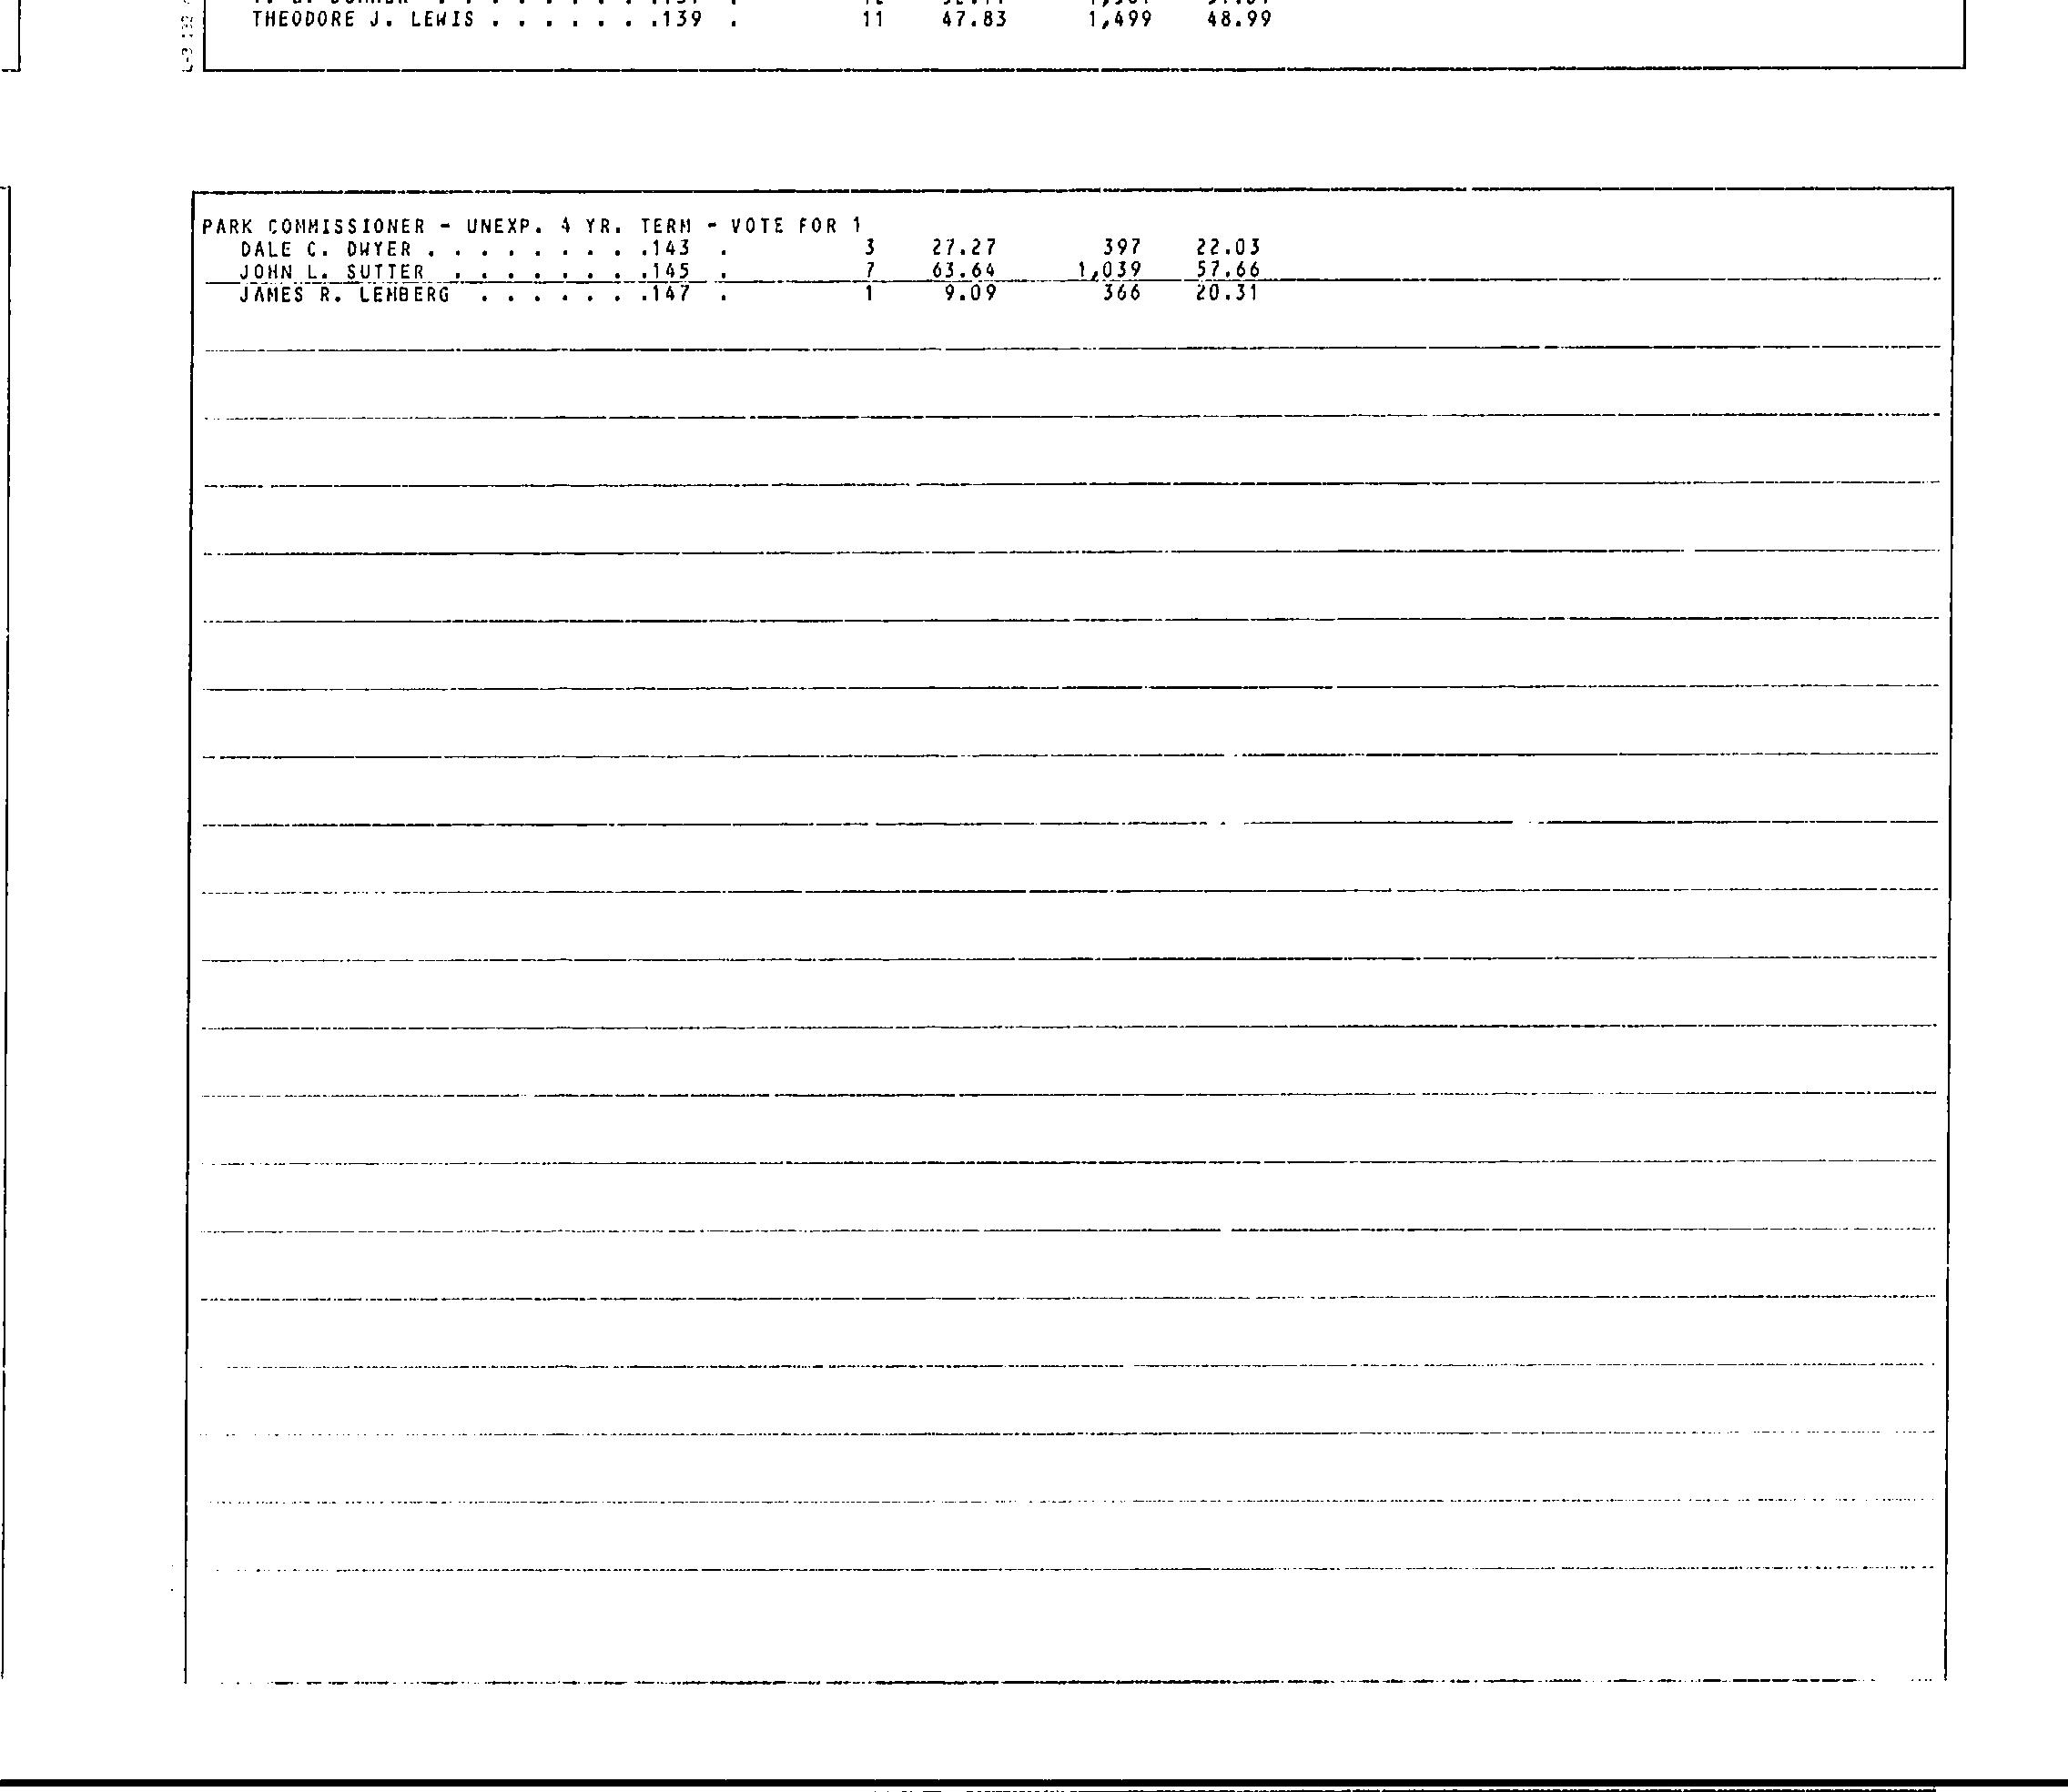 THEODORE J. LEWIS . . . . . . .139 . 11 47.83 1,499 48.99
PARK COMMISSIONER - UNEXP. 4 YR. TERM - VOTE FOR 1
DALE C. DWYER . . . . . . . . .143 . 3 27.27 397 22.03
JOHN L. SUTTER . . . . . . . .145 . 7 63.64 1,039 57.66
JAMES R. LEMBERG . . . . . . .147 . 1 9.09 366 20.31